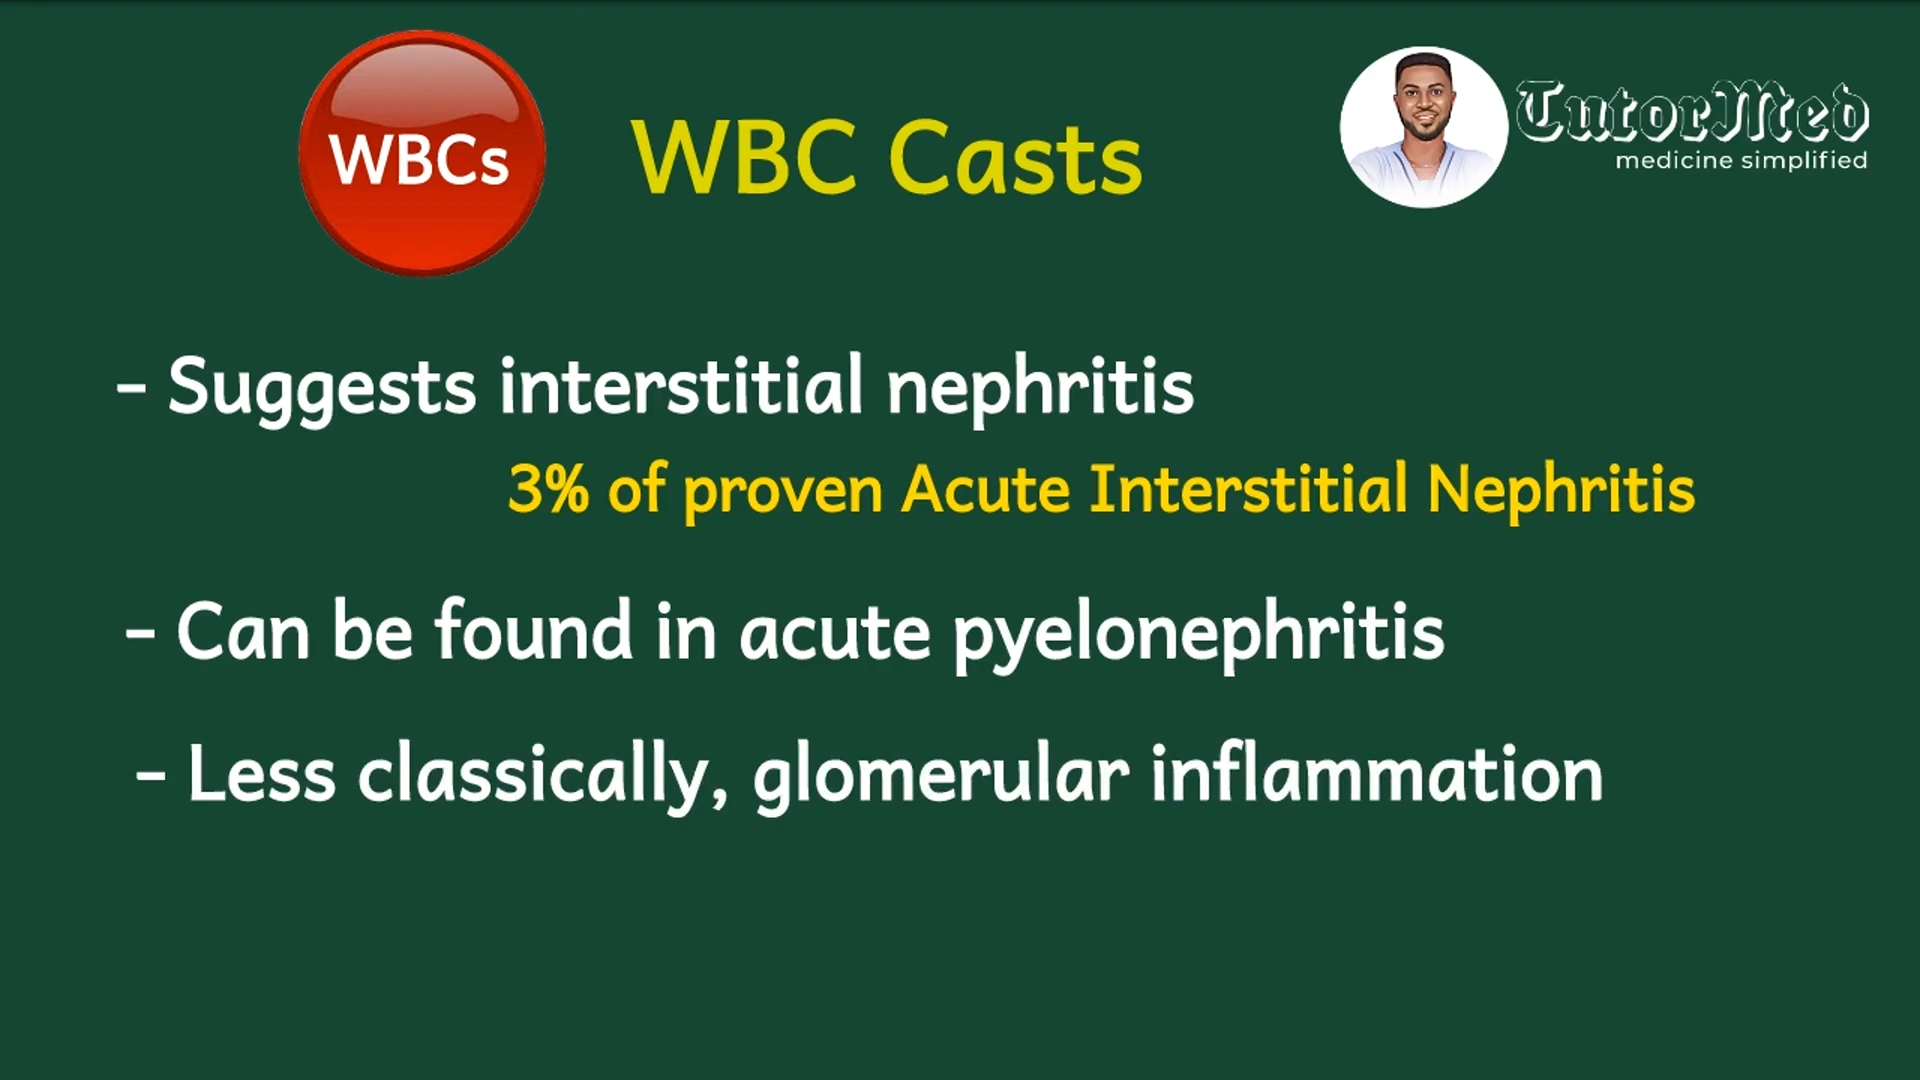 WBCs
WBC Casts
TutorMed
medicine simplified
- Suggests interstitial nephritis
3% of proven Acute Interstitial Nephritis
- Can be found in acute pyelonephritis
- Less classically, glomerular inflammation